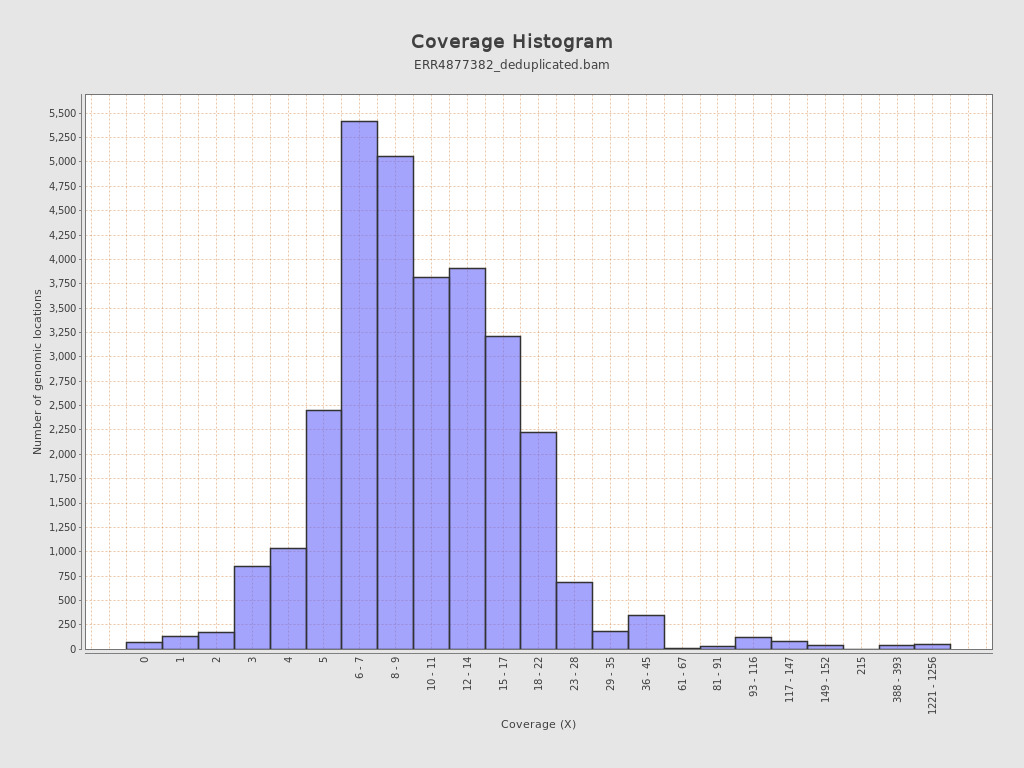 Coverage Histogram
ERR4877382_deduplicated.bam
Number of genomic locations
5,500
5,250
5,000
4,750
4,500
4,250
4,000
3,750
3,500
3,250
3,000
2,750
2,500
2,250
2,000
1,750
1,500
1,250
1,000
750
500
250
0
0
1
2
3
4
5
6 - 7
8 - 9
10 - 11
12 - 14
15 - 17
18 - 22
23 - 28
29 - 35
36 - 45
61 - 67
81 - 91
93 - 116
117 - 147
149 - 152
215
388 - 393
1221 - 1256
Coverage (X)